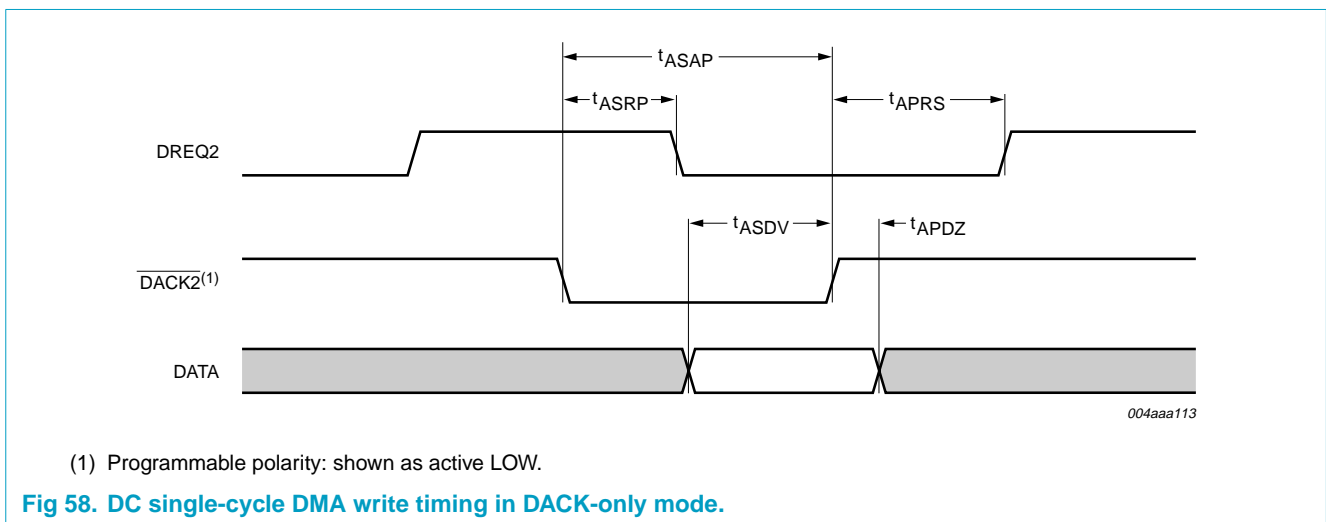 tASAP
tASRP
tAPRS
DREQ2
tASDV
tAPDZ
DACK2(1)
DATA
004aaa113
(1) Programmable polarity: shown as active LOW.
Fig 58. DC single-cycle DMA write timing in DACK-only mode.